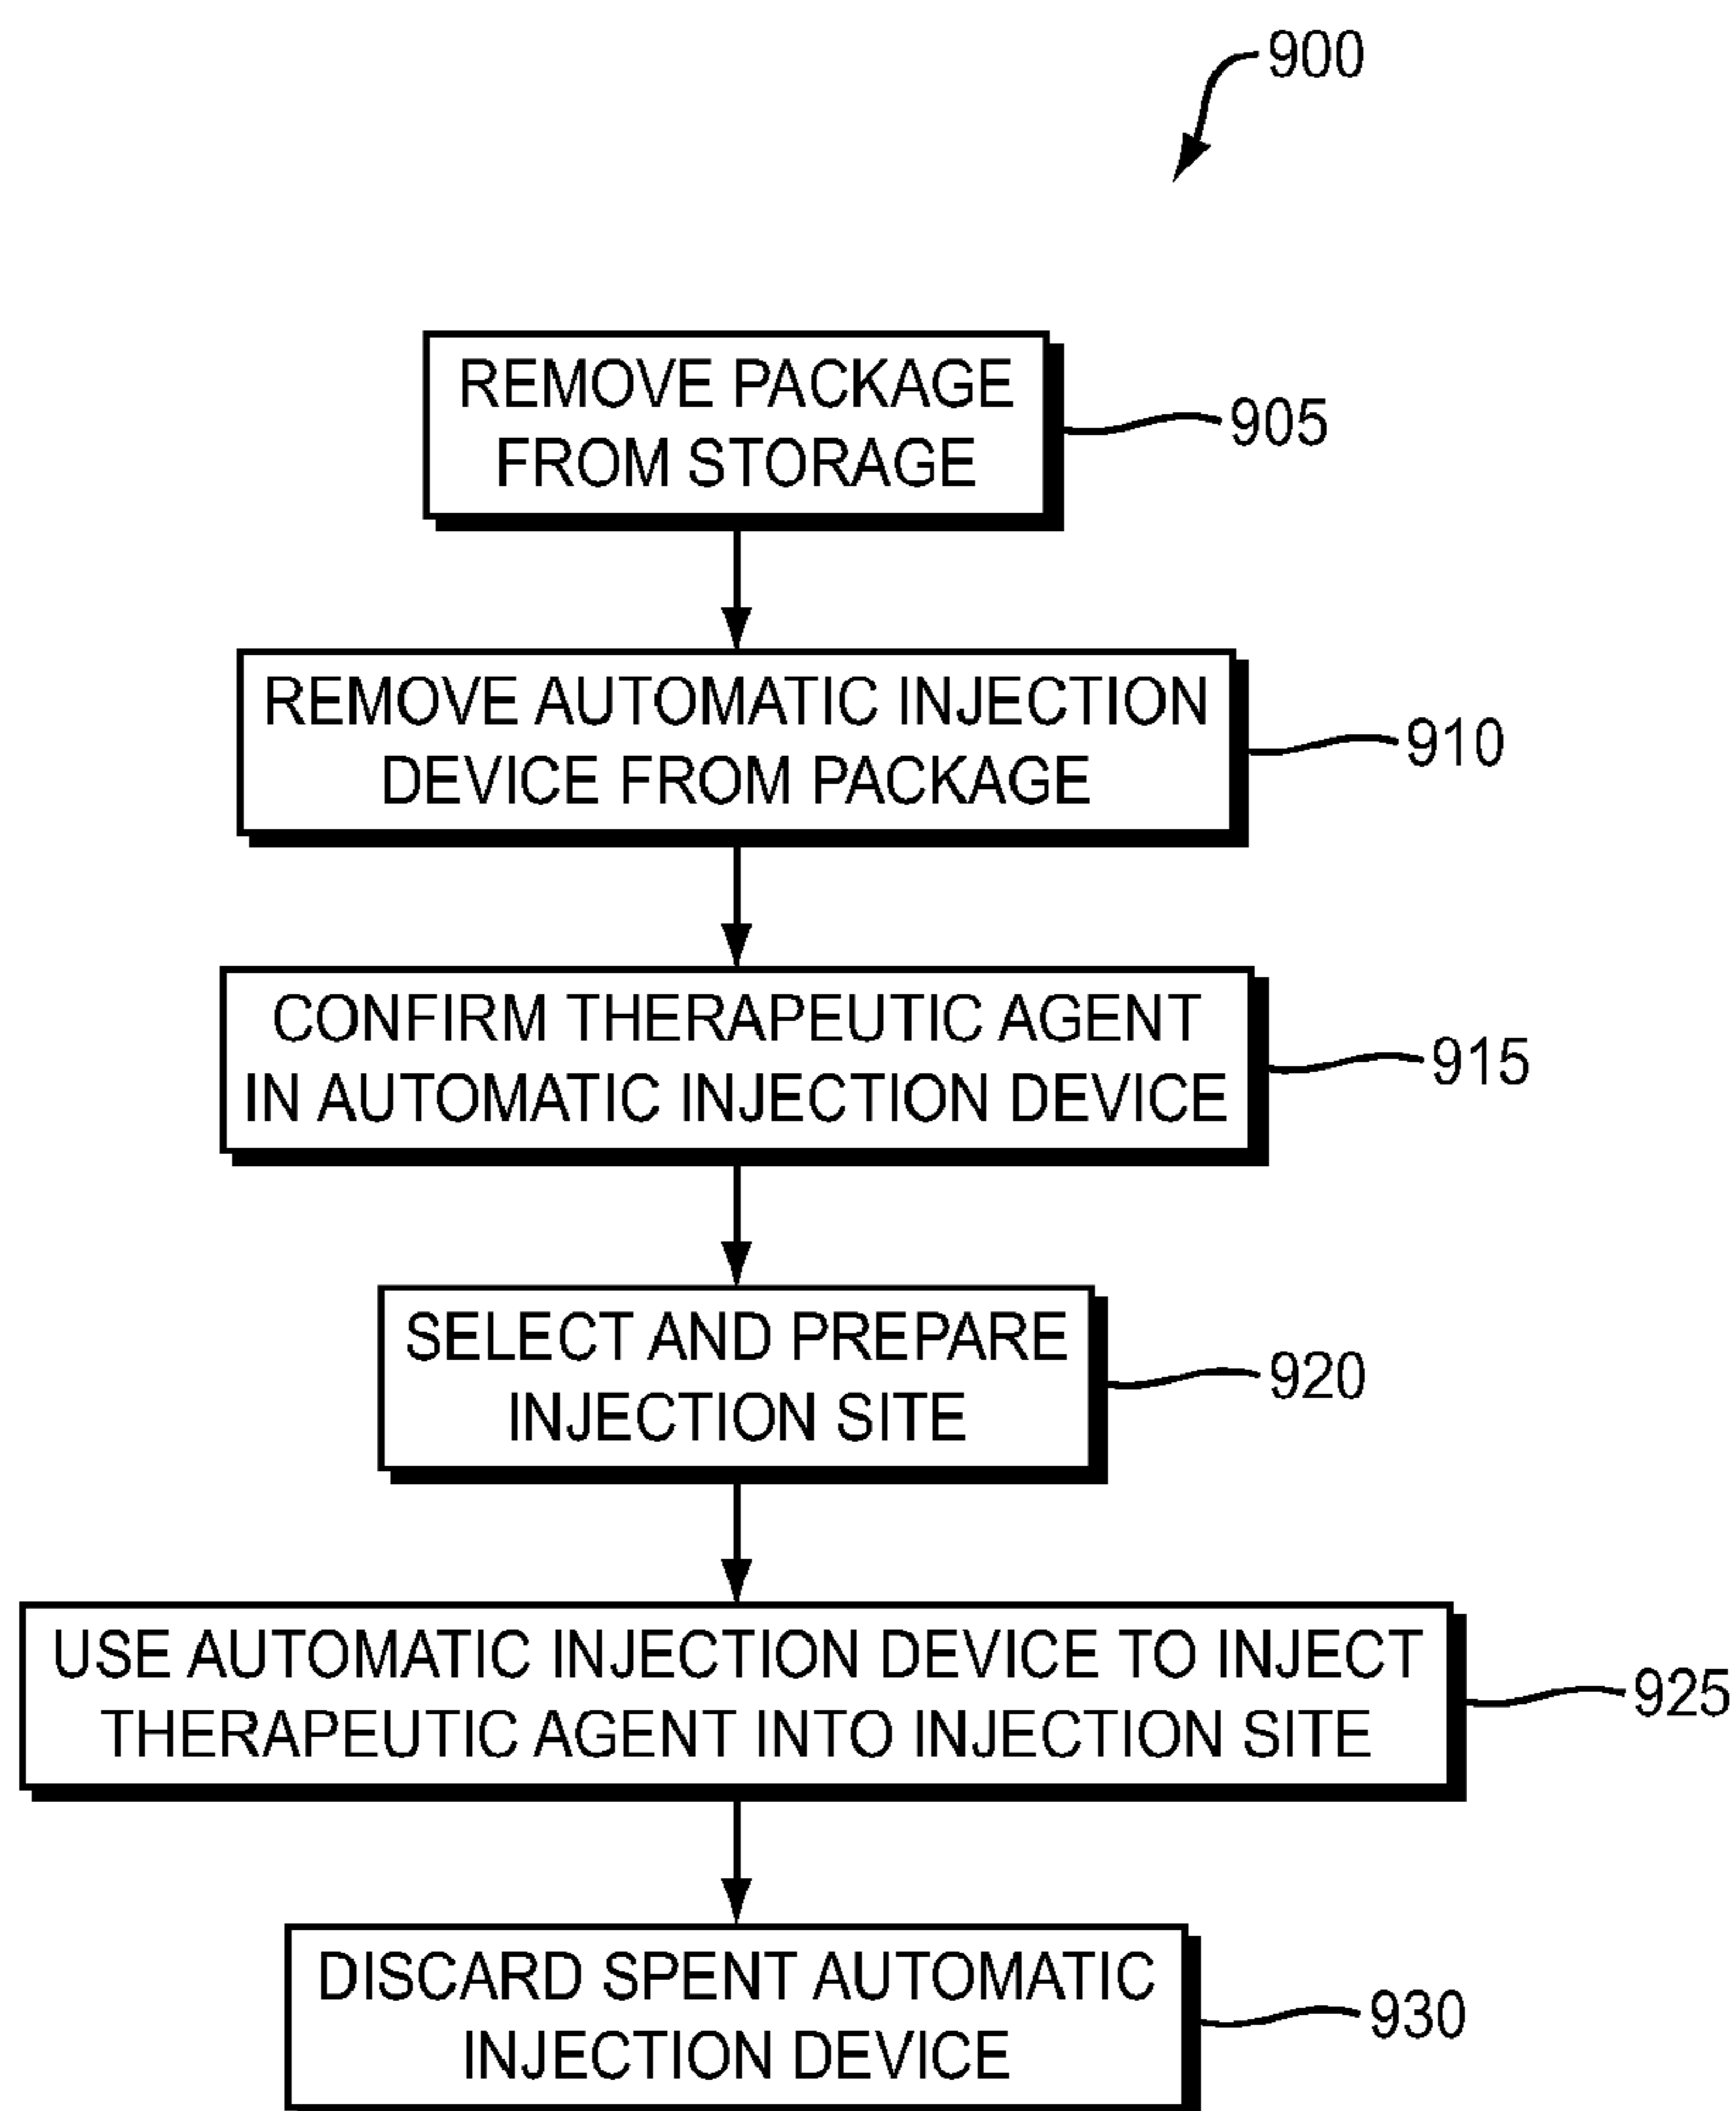 900
REMOVE PACKAGE
FROM STORAGE
905
REMOVE AUTOMATIC INJECTION
DEVICE FROM PACKAGE
910
CONFIRM THERAPEUTIC AGENT
IN AUTOMATIC INJECTION DEVICE
915
SELECT AND PREPARE
INJECTION SITE
920
USE AUTOMATIC INJECTION DEVICE TO INJECT
THERAPEUTIC AGENT INTO INJECTION SITE
925
DISCARD SPENT AUTOMATIC
INJECTION DEVICE
930